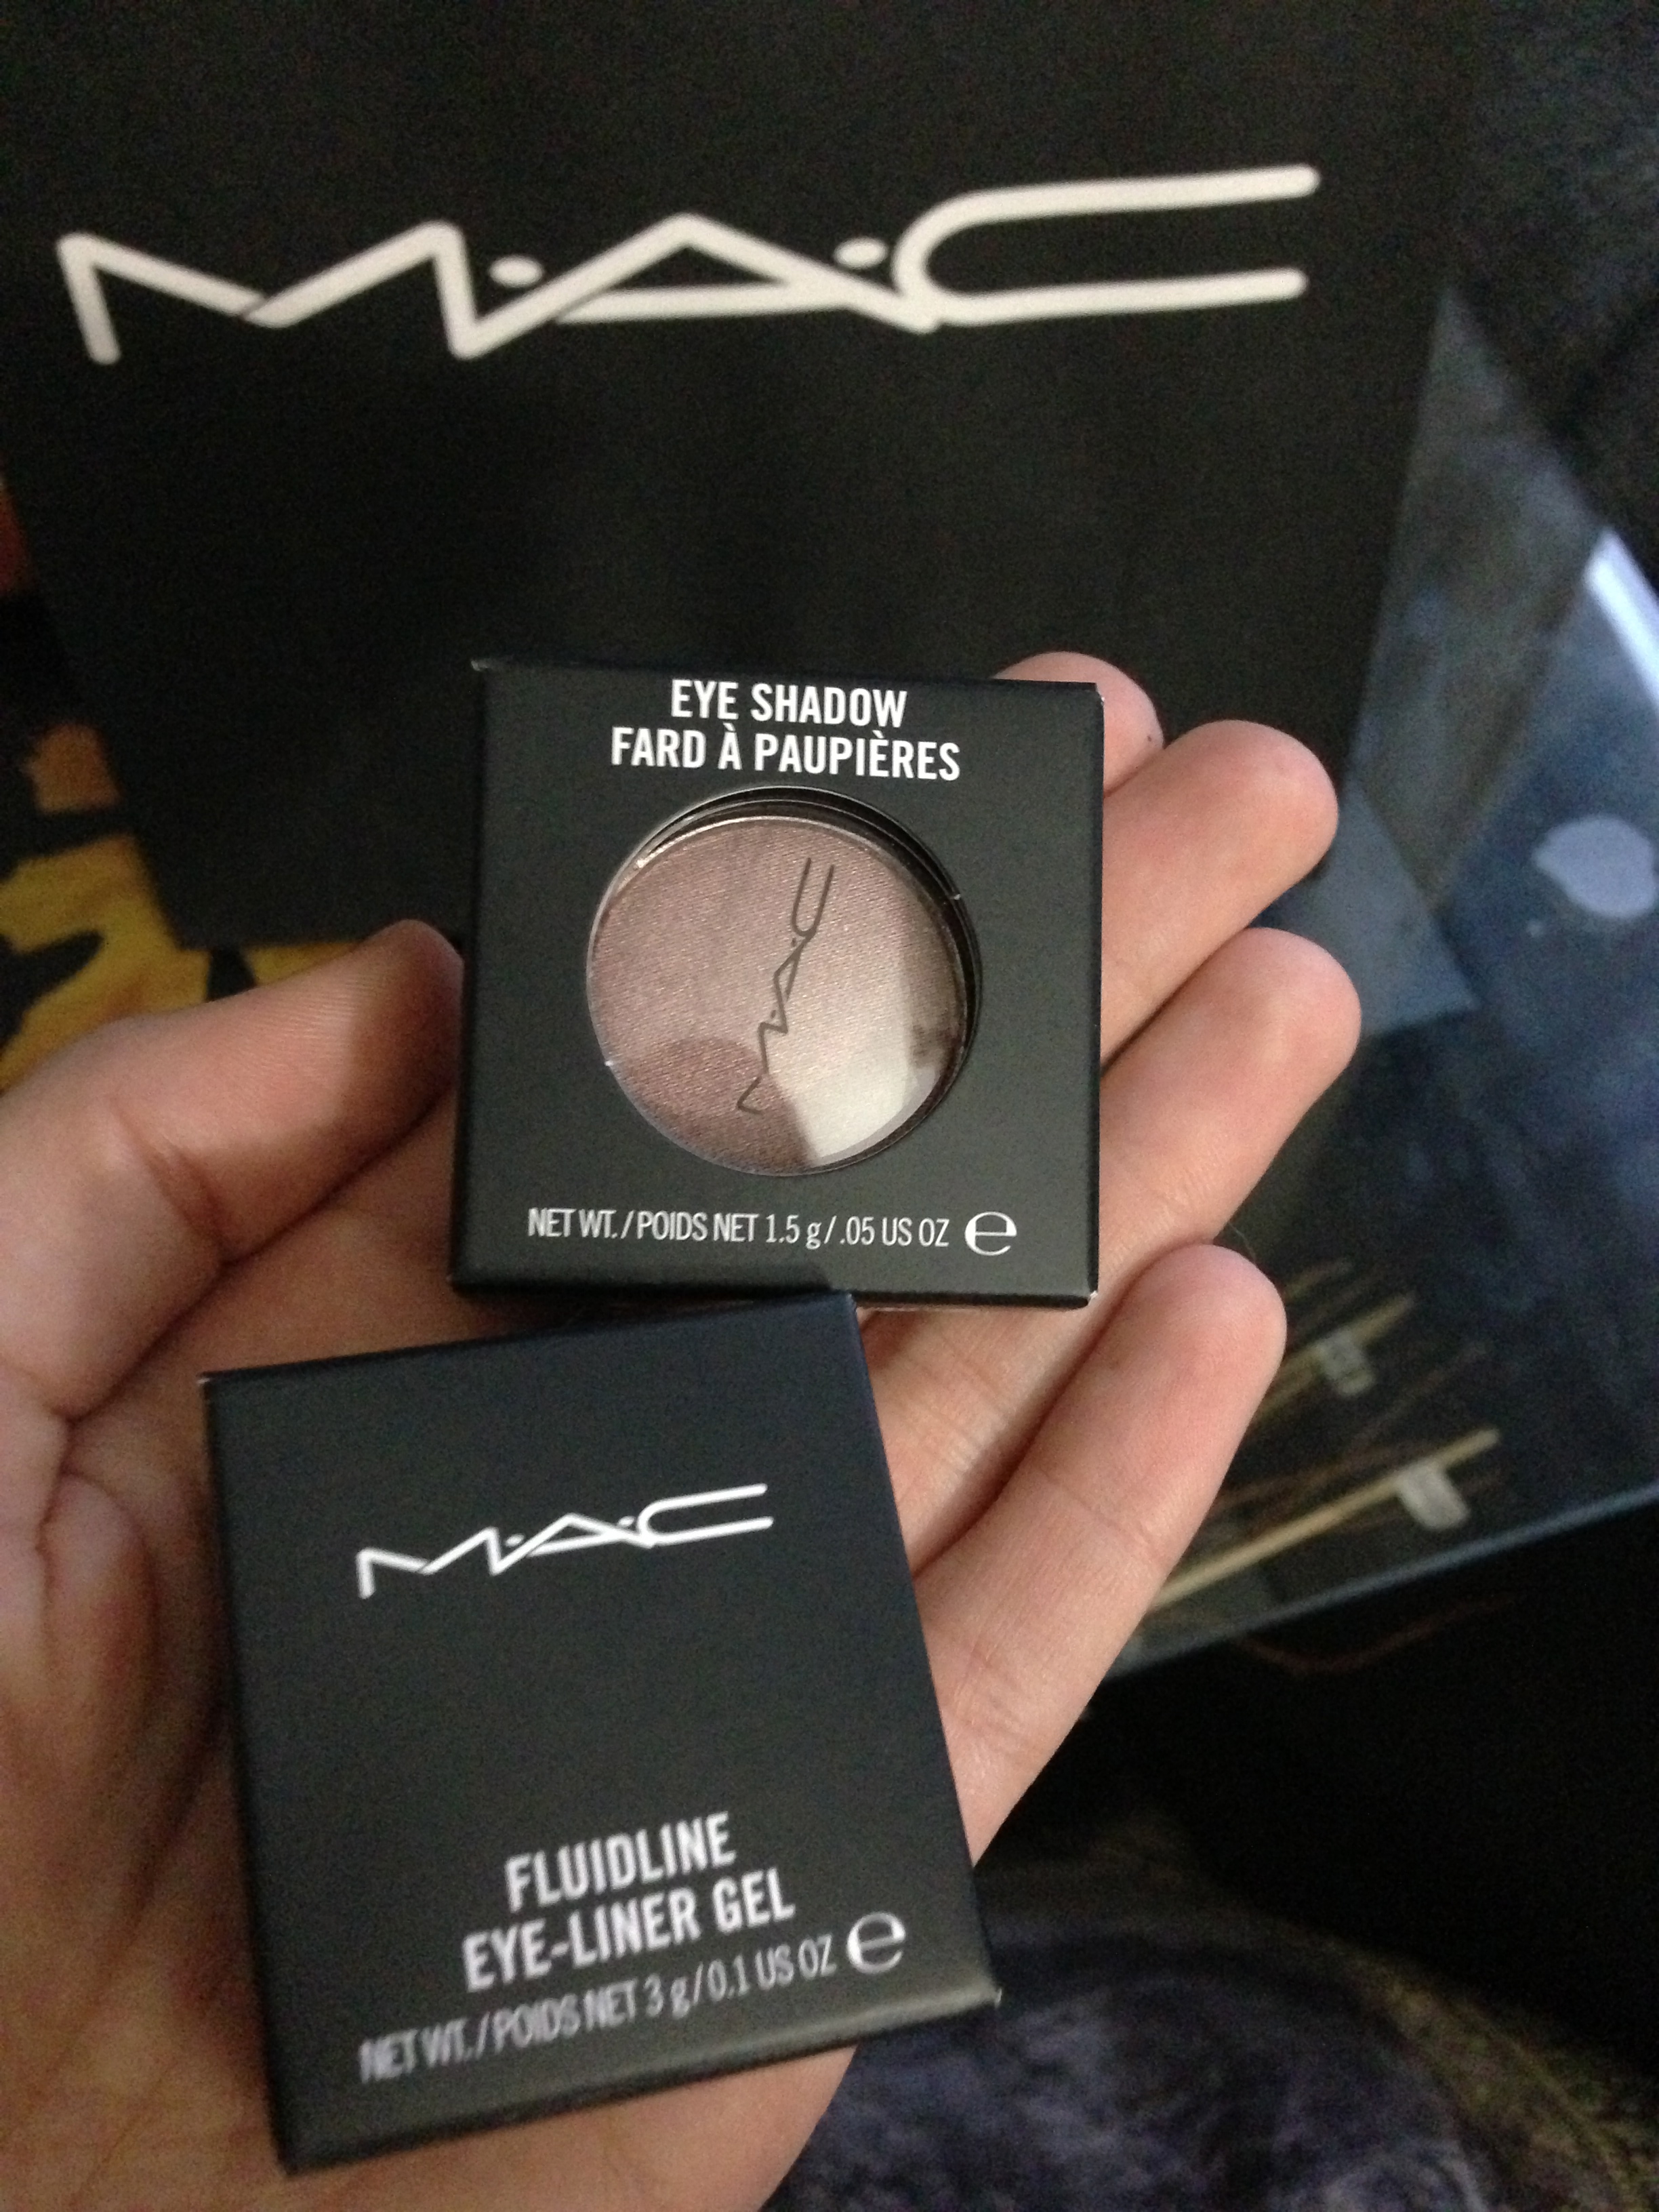 M·A·C
EYE SHADOW
FARD À PAUPIÈRES
M·A·C
NET WT. / POIDS NET 1.5 g / .05 US OZ ℮
M·A·C
FLUIDLINE
EYE-LINER GEL
NET WT. / POIDS NET 3 g / 0.1 US OZ ℮